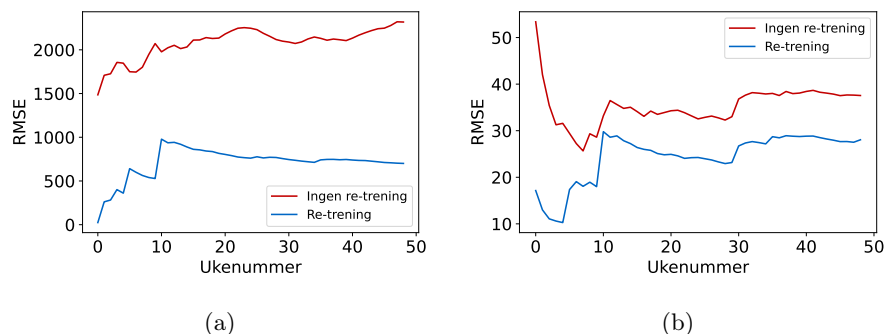 2000
1500
1000
500
0
RMSE
Ingen re-trening
Re-trening
0 10 20 30 40 50
Ukenummer
(a)
50
40
30
20
10
RMSE
Ingen re-trening
Re-trening
0 10 20 30 40 50
Ukenummer
(b)